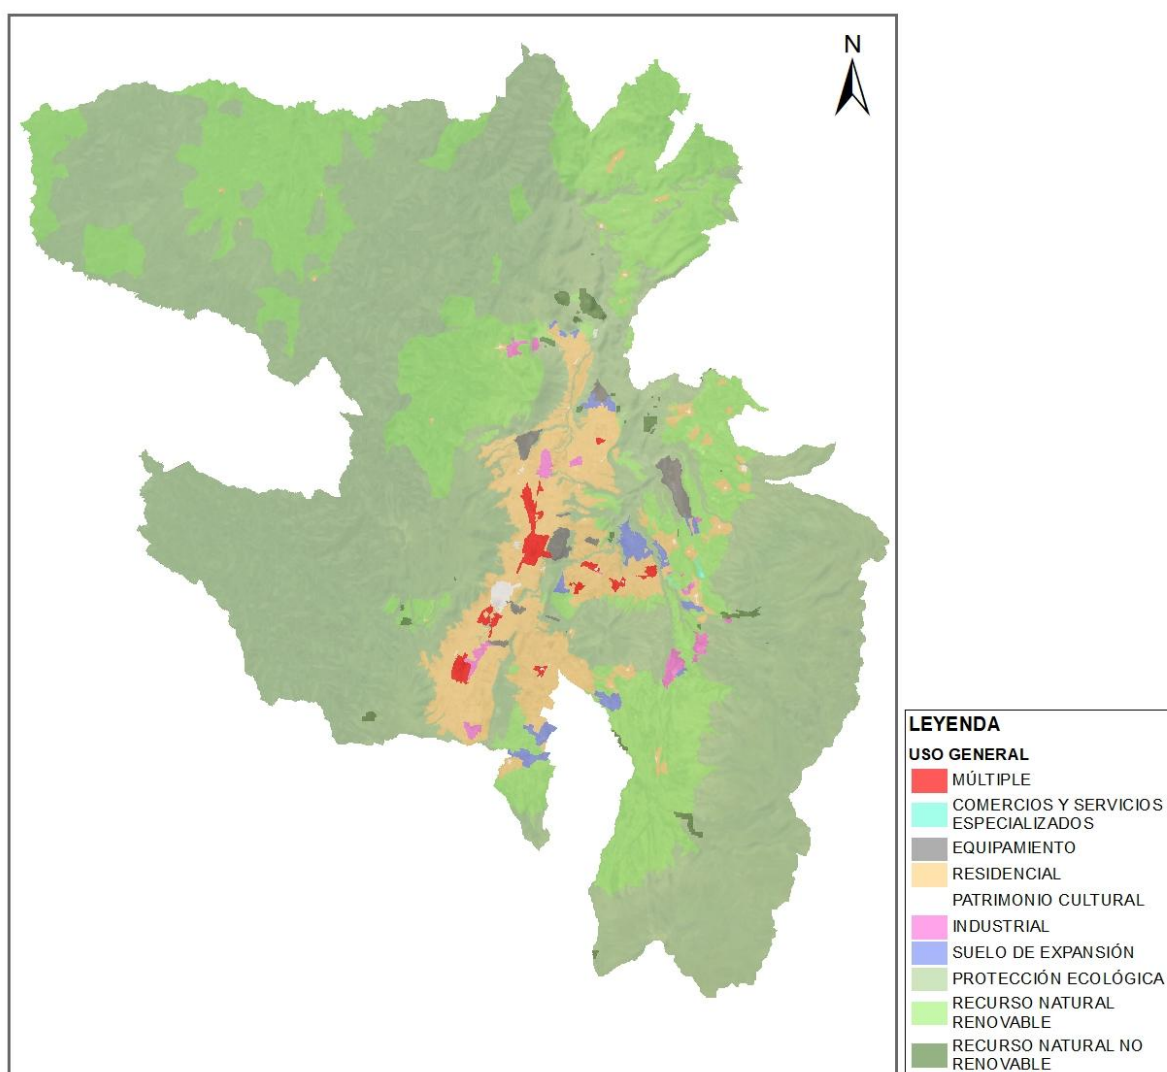 N
LEYENDA
USO GENERAL
MÚLTIPLE
COMERCIOS Y SERVICIOS
ESPECIALIZADOS
EQUIPAMIENTO
RESIDENCIAL
PATRIMONIO CULTURAL
INDUSTRIAL
SUELO DE EXPANSIÓN
PROTECCIÓN ECOLÓGICA
RECURSO NATURAL
RENOVABLE
RECURSO NATURAL NO
RENOVABLE